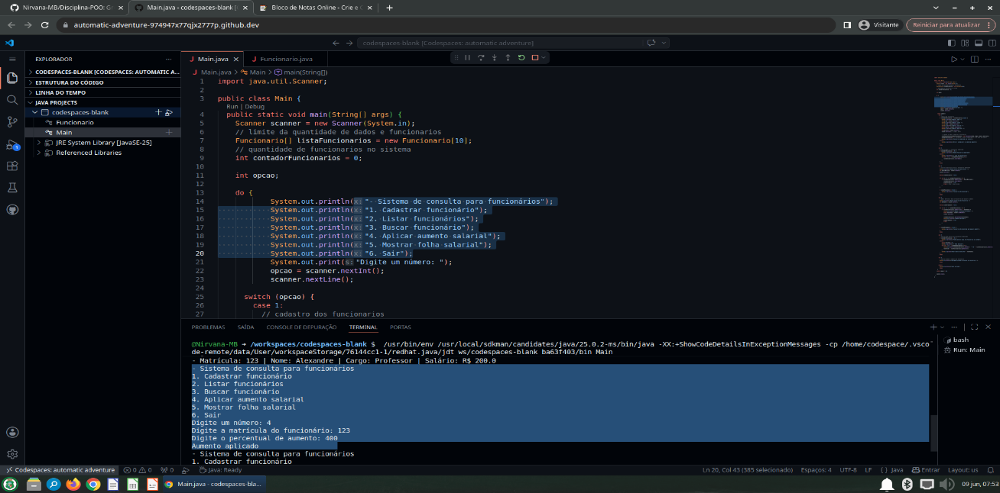 Nirvana-MB/Disciplina-POO: Gr
Main.java - codespaces-blank [
Bloco de Notas Online - Crie e
automatic-adventure-974947x77qjx2777p.github.dev
Visitante
Reiniciar para atualizar
codespaces-blank [Codespaces: automatic adventure]
EXPLORADOR
CODESPACES-BLANK [CODESPACES: AUTOMATIC A...
ESTRUTURA DO CÓDIGO
LINHA DO TEMPO
JAVA PROJECTS
codespaces-blank
Funcionario
Main
JRE System Library [JavaSE-25]
Referenced Libraries
Main.java
Funcionario.java
Main.java > Main > main(String[])
1 import java.util.Scanner;
2
3 public class Main {
Run | Debug
4 public static void main(String[] args) {
5 Scanner scanner = new Scanner(System.in);
6 // limite da quantidade de dados e funcionarios
7 Funcionario[] listaFuncionarios = new Funcionario[10];
8 // quantidade de funcionarios no sistema
9 int contadorFuncionarios = 0;
10
11 int opcao;
12
13 do {
14 System.out.println(x: "- Sistema de consulta para funcionários");
15 System.out.println(x: "1. Cadastrar funcionário");
16 System.out.println(x: "2. Listar funcionários");
17 System.out.println(x: "3. Buscar funcionário");
18 System.out.println(x: "4. Aplicar aumento salarial");
19 System.out.println(x: "5. Mostrar folha salarial");
20 System.out.println(x: "6. Sair");
21 System.out.print(s: "Digite um número: ");
22 opcao = scanner.nextInt();
23 scanner.nextLine();
24
25 switch (opcao) {
26 case 1:
27 // cadastro dos funcionarios
PROBLEMAS SAÍDA CONSOLE DE DEPURAÇÃO TERMINAL PORTAS
@Nirvana-MB ➜ /workspaces/codespaces-blank $ /usr/bin/env /usr/local/sdkman/candidates/java/25.0.2-ms/bin/java -XX:+ShowCodeDetailsInExceptionMessages -cp /home/codespace/.vsco
de-remote/data/User/workspaceStorage/76144cc1-1/redhat.java/jdt_ws/codespaces-blank_ba63f403/bin Main
- Matrícula: 123 | Nome: Alexandre | Cargo: Professor | Salário: R$ 200.0
- Sistema de consulta para funcionários
1. Cadastrar funcionário
2. Listar funcionários
3. Buscar funcionário
4. Aplicar aumento salarial
5. Mostrar folha salarial
6. Sair
Digite um número: 4
Digite a matrícula do funcionário: 123
Digite o percentual de aumento: 400
Aumento aplicado
- Sistema de consulta para funcionários
1. Cadastrar funcionário
bash
Run: Main
Codespaces: automatic adventure
0 0
0
Java: Ready
Ln 20, Col 43 (385 selecionado)
Espaços: 4
UTF-8
LF
{ } Java
Entrar
Layout: us
Main.java - codespaces-bla...
09 jun, 07:53